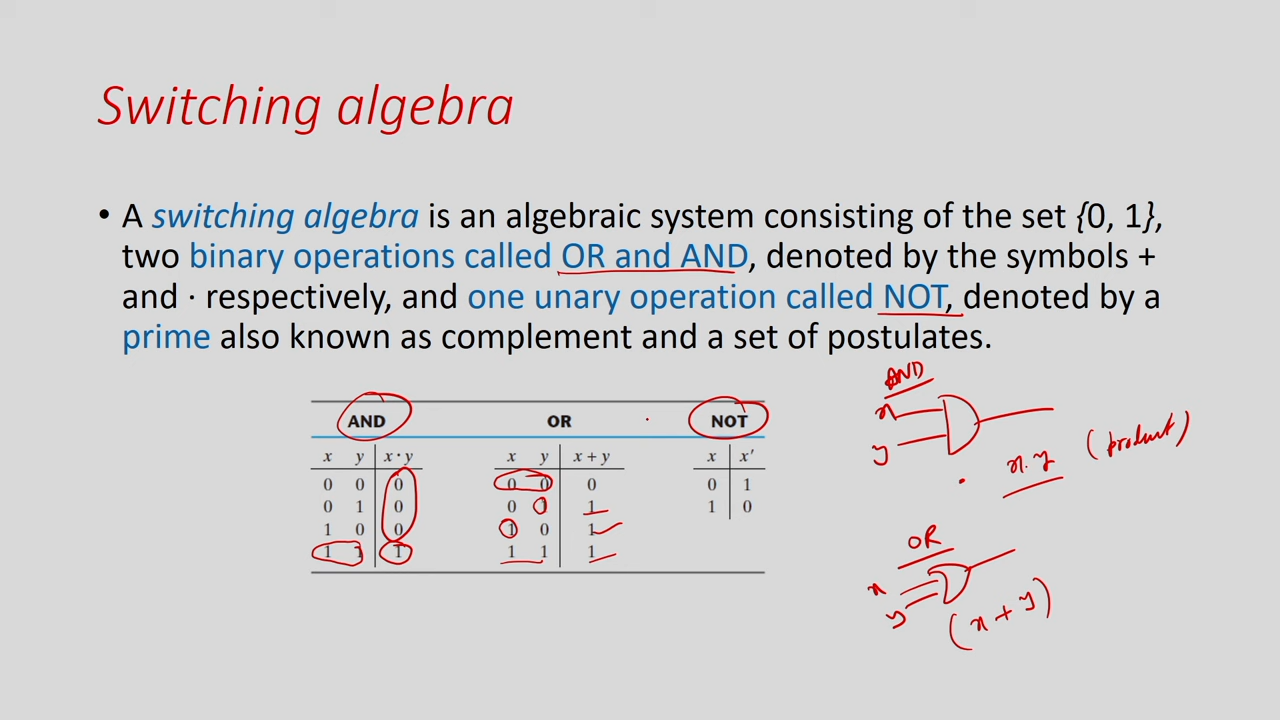 Switching algebra
• A switching algebra is an algebraic system consisting of the set {0, 1},
two binary operations called OR and AND, denoted by the symbols +
and · respectively, and one unary operation called NOT, denoted by a
prime also known as complement and a set of postulates.
AND OR NOT
x y x · y x y x + y x x′
0 0 0 0 0 0 0 1
0 1 0 0 1 1 1 0
1 0 0 1 0 1
1 1 1 1 1 1
AND
x
y
x.y (product)
OR
x
y
(x + y)